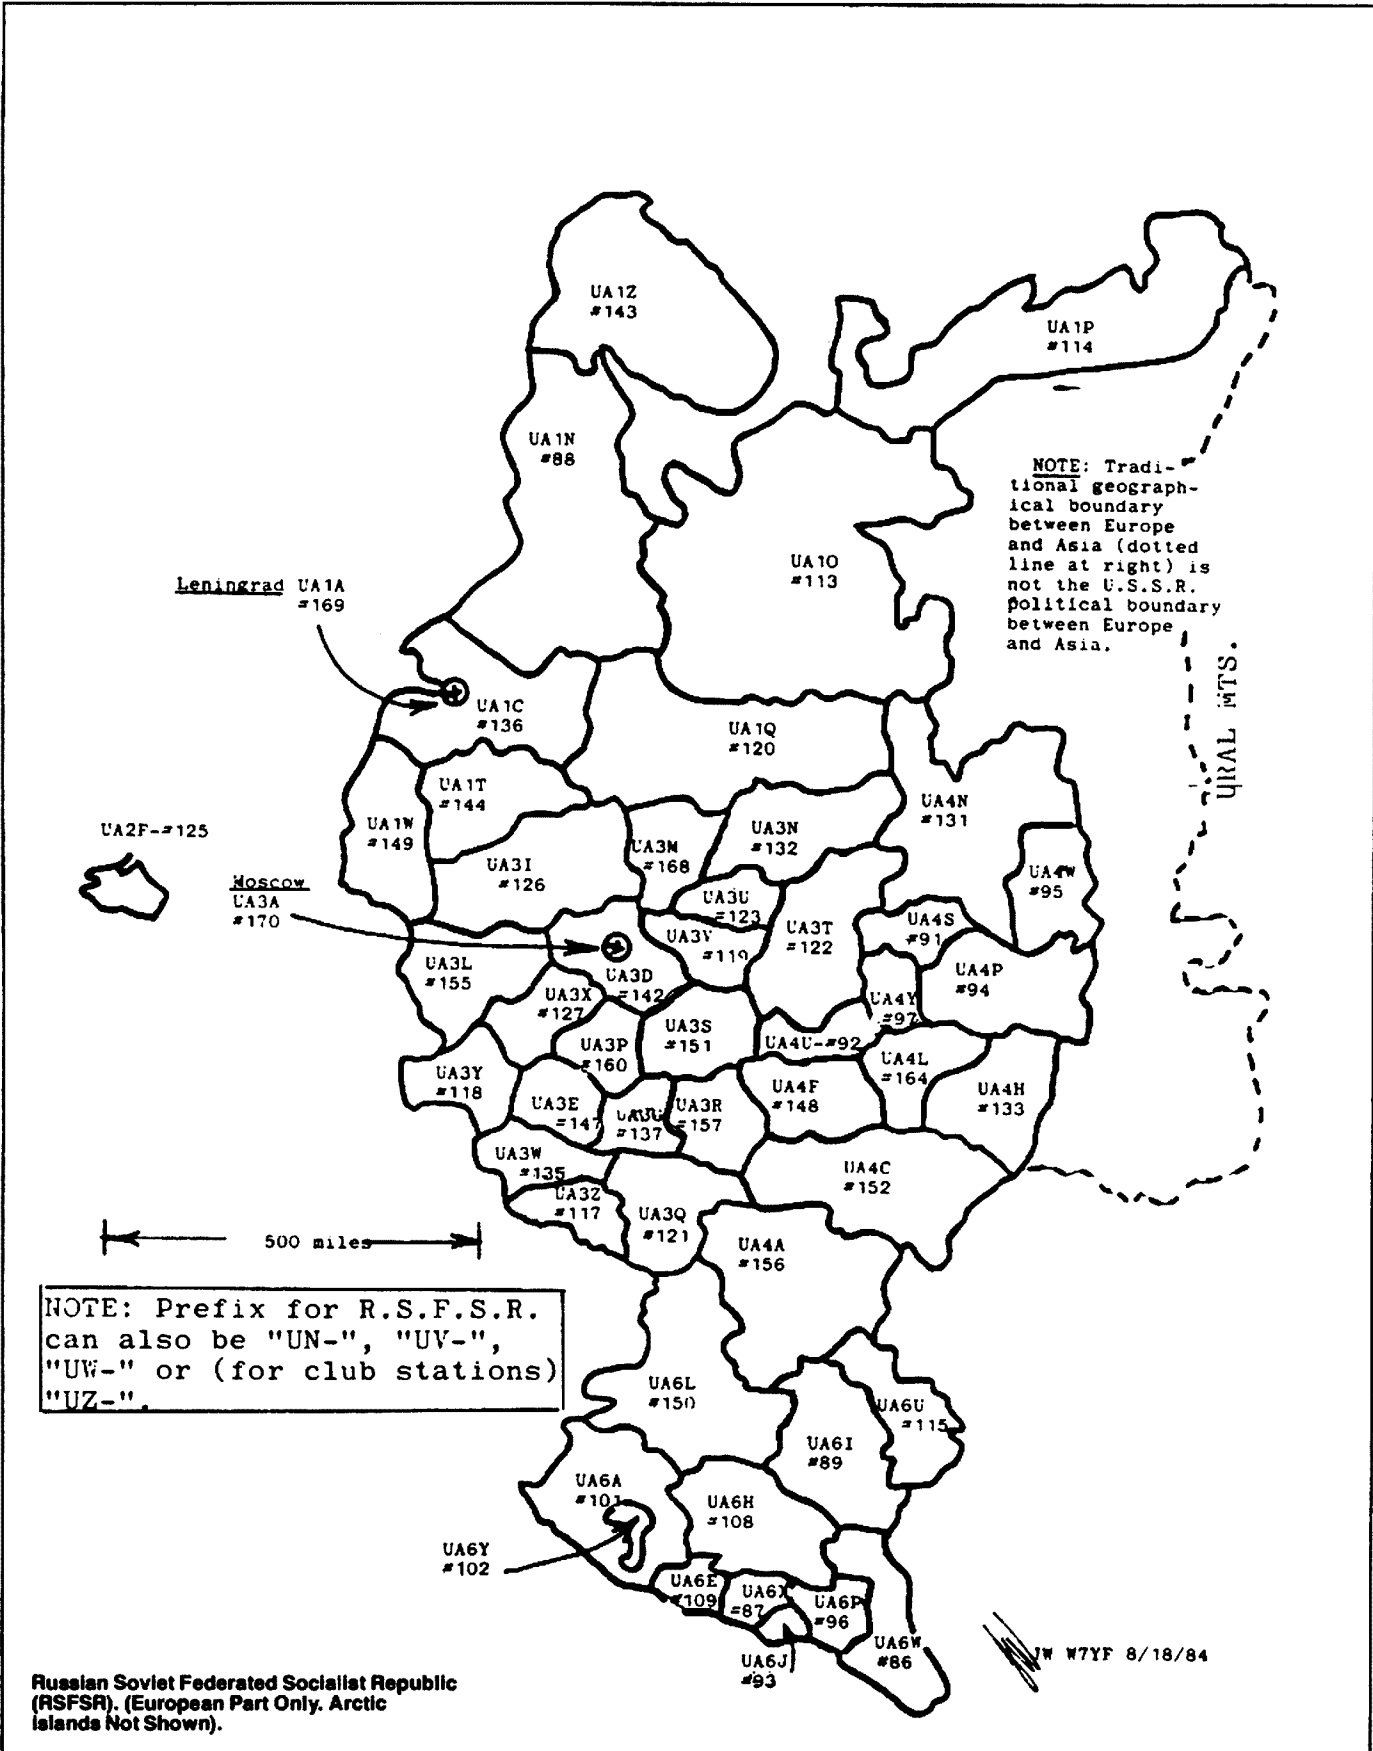 UA1Z
#143
UA1P
#114
UA1N
#88
NOTE: Tradi-
tional geograph-
ical boundary
between Europe
and Asia (dotted
line at right) is
not the U.S.S.R.
political boundary
between Europe
and Asia.
UA1O
#113
Leningrad UA1A
#169
URAL MTS.
UA1C
#136
UA1Q
#120
UA1T
#144
UA4N
#131
UA2F-#125
UA1W
#149
UA3M
#168
UA3N
#132
UA3I
#126
UA4W
#95
Moscow
UA3A
#170
UA3U
#123
UA3T
#122
UA4S
#91
UA3V
#119
UA3L
#155
UA3D
#142
UA4P
#94
UA3X
#127
UA4Y
#97
UA3S
#151
UA4U-#92
UA3P
#160
UA4L
#164
UA3Y
#118
UA4F
#148
UA4H
#133
UA3E
#147
#137
UA3R
#157
UA3W
#135
UA4C
#152
UA3Z
#117
UA3Q
#121
500 miles
UA4A
#156
NOTE: Prefix for R.S.F.S.R.
can also be "UN-", "UV-",
"UW-" or (for club stations)
"UZ-".
UA6L
#150
UA6U
#115
UA6I
#89
UA6A
#101
UA6H
#108
UA6Y
#102
UA6E
#109
UA6X
#87
UA6P
#96
UA6J
#93
UA6W
#86
JW W7YF 8/18/84
Russian Soviet Federated Socialist Republic
(RSFSR). (European Part Only. Arctic
Islands Not Shown).